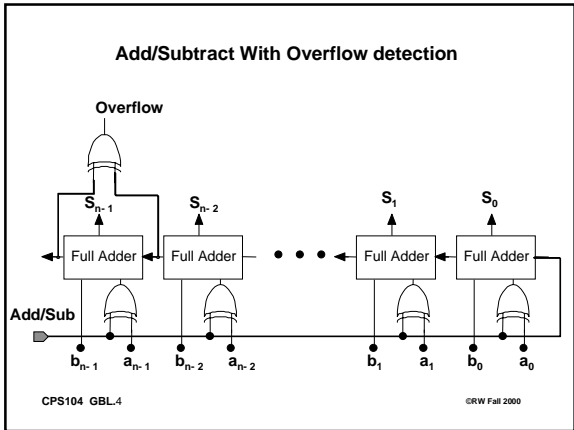 Add/Subtract With Overflow detection
Overflow
Sn-1 Sn-2 S1 S0
Full Adder Full Adder Full Adder Full Adder
Add/Sub
bn-1 an-1 bn-2 an-2 b1 a1 b0 a0
CPS104 GBL.4 ©RW Fall 2000